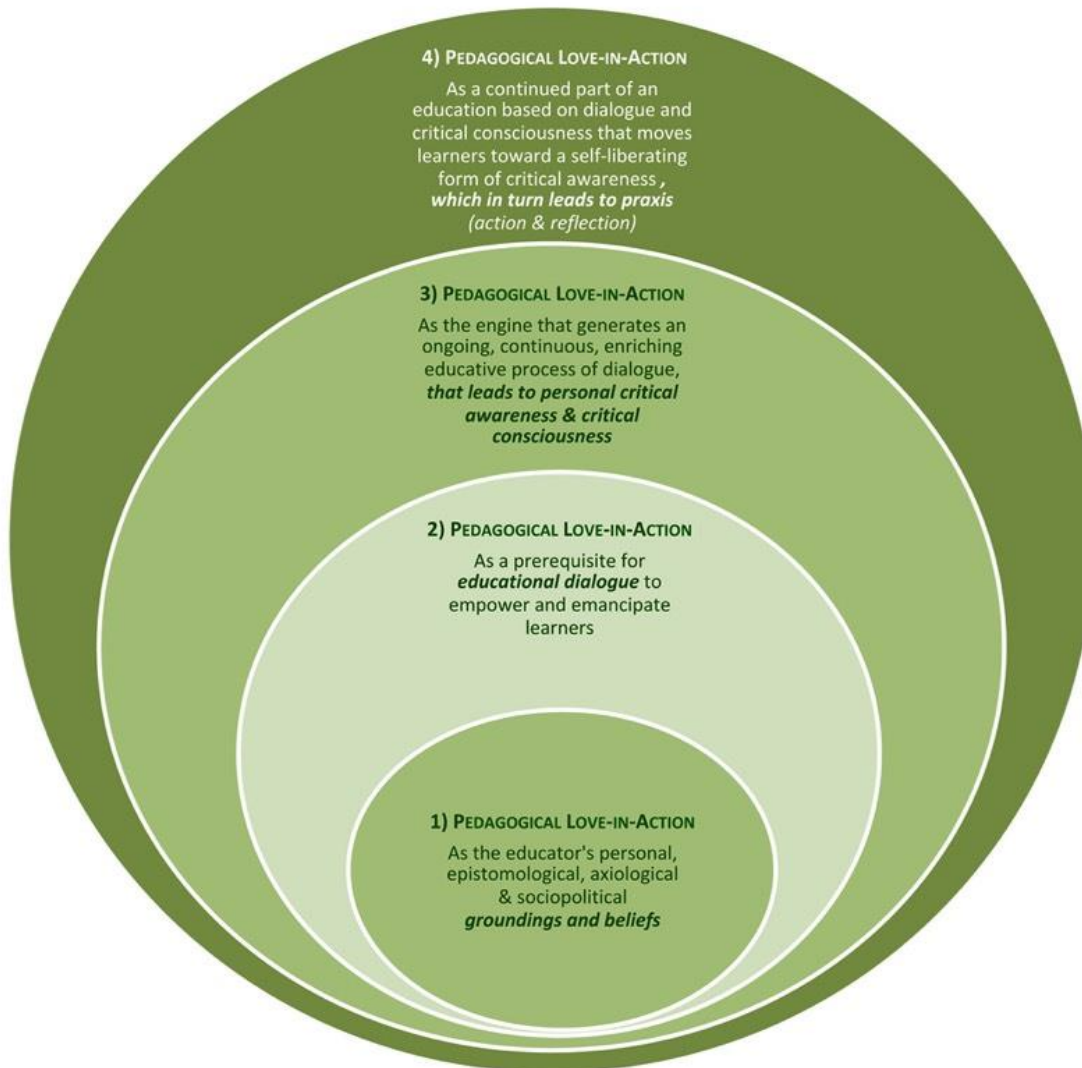 4) PEDAGOGICAL LOVE-IN-ACTION
As a continued part of an
education based on dialogue and
critical consciousness that moves
learners toward a self-liberating
form of critical awareness ,
which in turn leads to praxis
(action & reflection)
3) PEDAGOGICAL LOVE-IN-ACTION
As the engine that generates an
ongoing, continuous, enriching
educative process of dialogue,
that leads to personal critical
awareness & critical
consciousness
2) PEDAGOGICAL LOVE-IN-ACTION
As a prerequisite for
educational dialogue to
empower and emancipate
learners
1) PEDAGOGICAL LOVE-IN-ACTION
As the educator's personal,
epistomological, axiological
& sociopolitical
groundings and beliefs